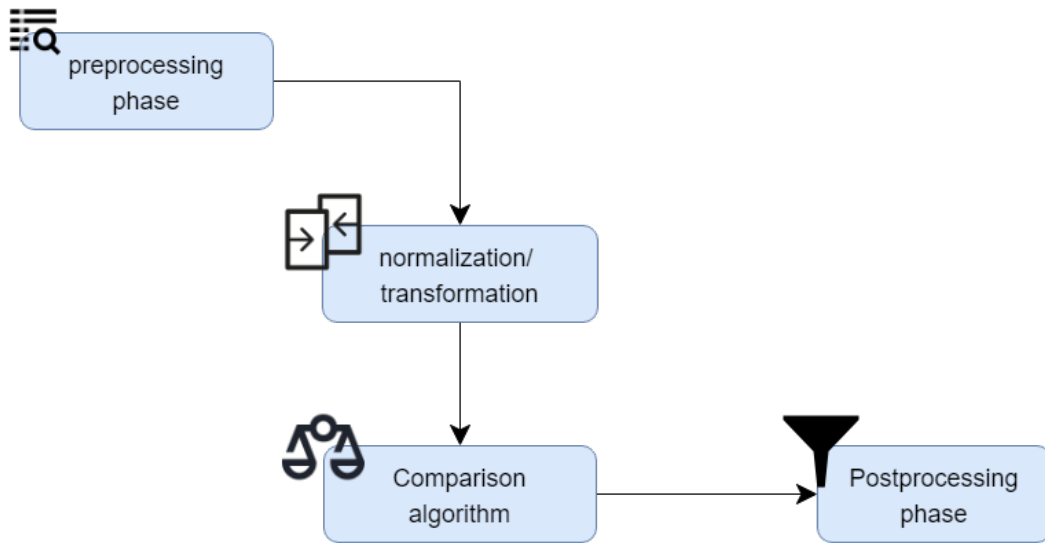 preprocessing
phase
normalization/
transformation
Comparison
algorithm
Postprocessing
phase